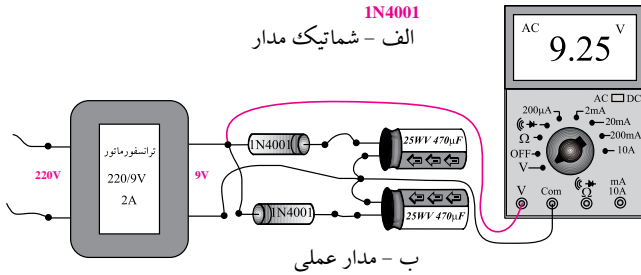 1N4001
الف – شماتیک مدار
AC V
9.25
AC DC
200µA 2mA
20mA
200mA
10A
Ω
OFF
V
V Com Ω mA
10A
220V
ترانسفورماتور
220/9V
2A
9V
1N4001
25WV 470µF
1N4001
25WV 470µF
ب – مدار عملی